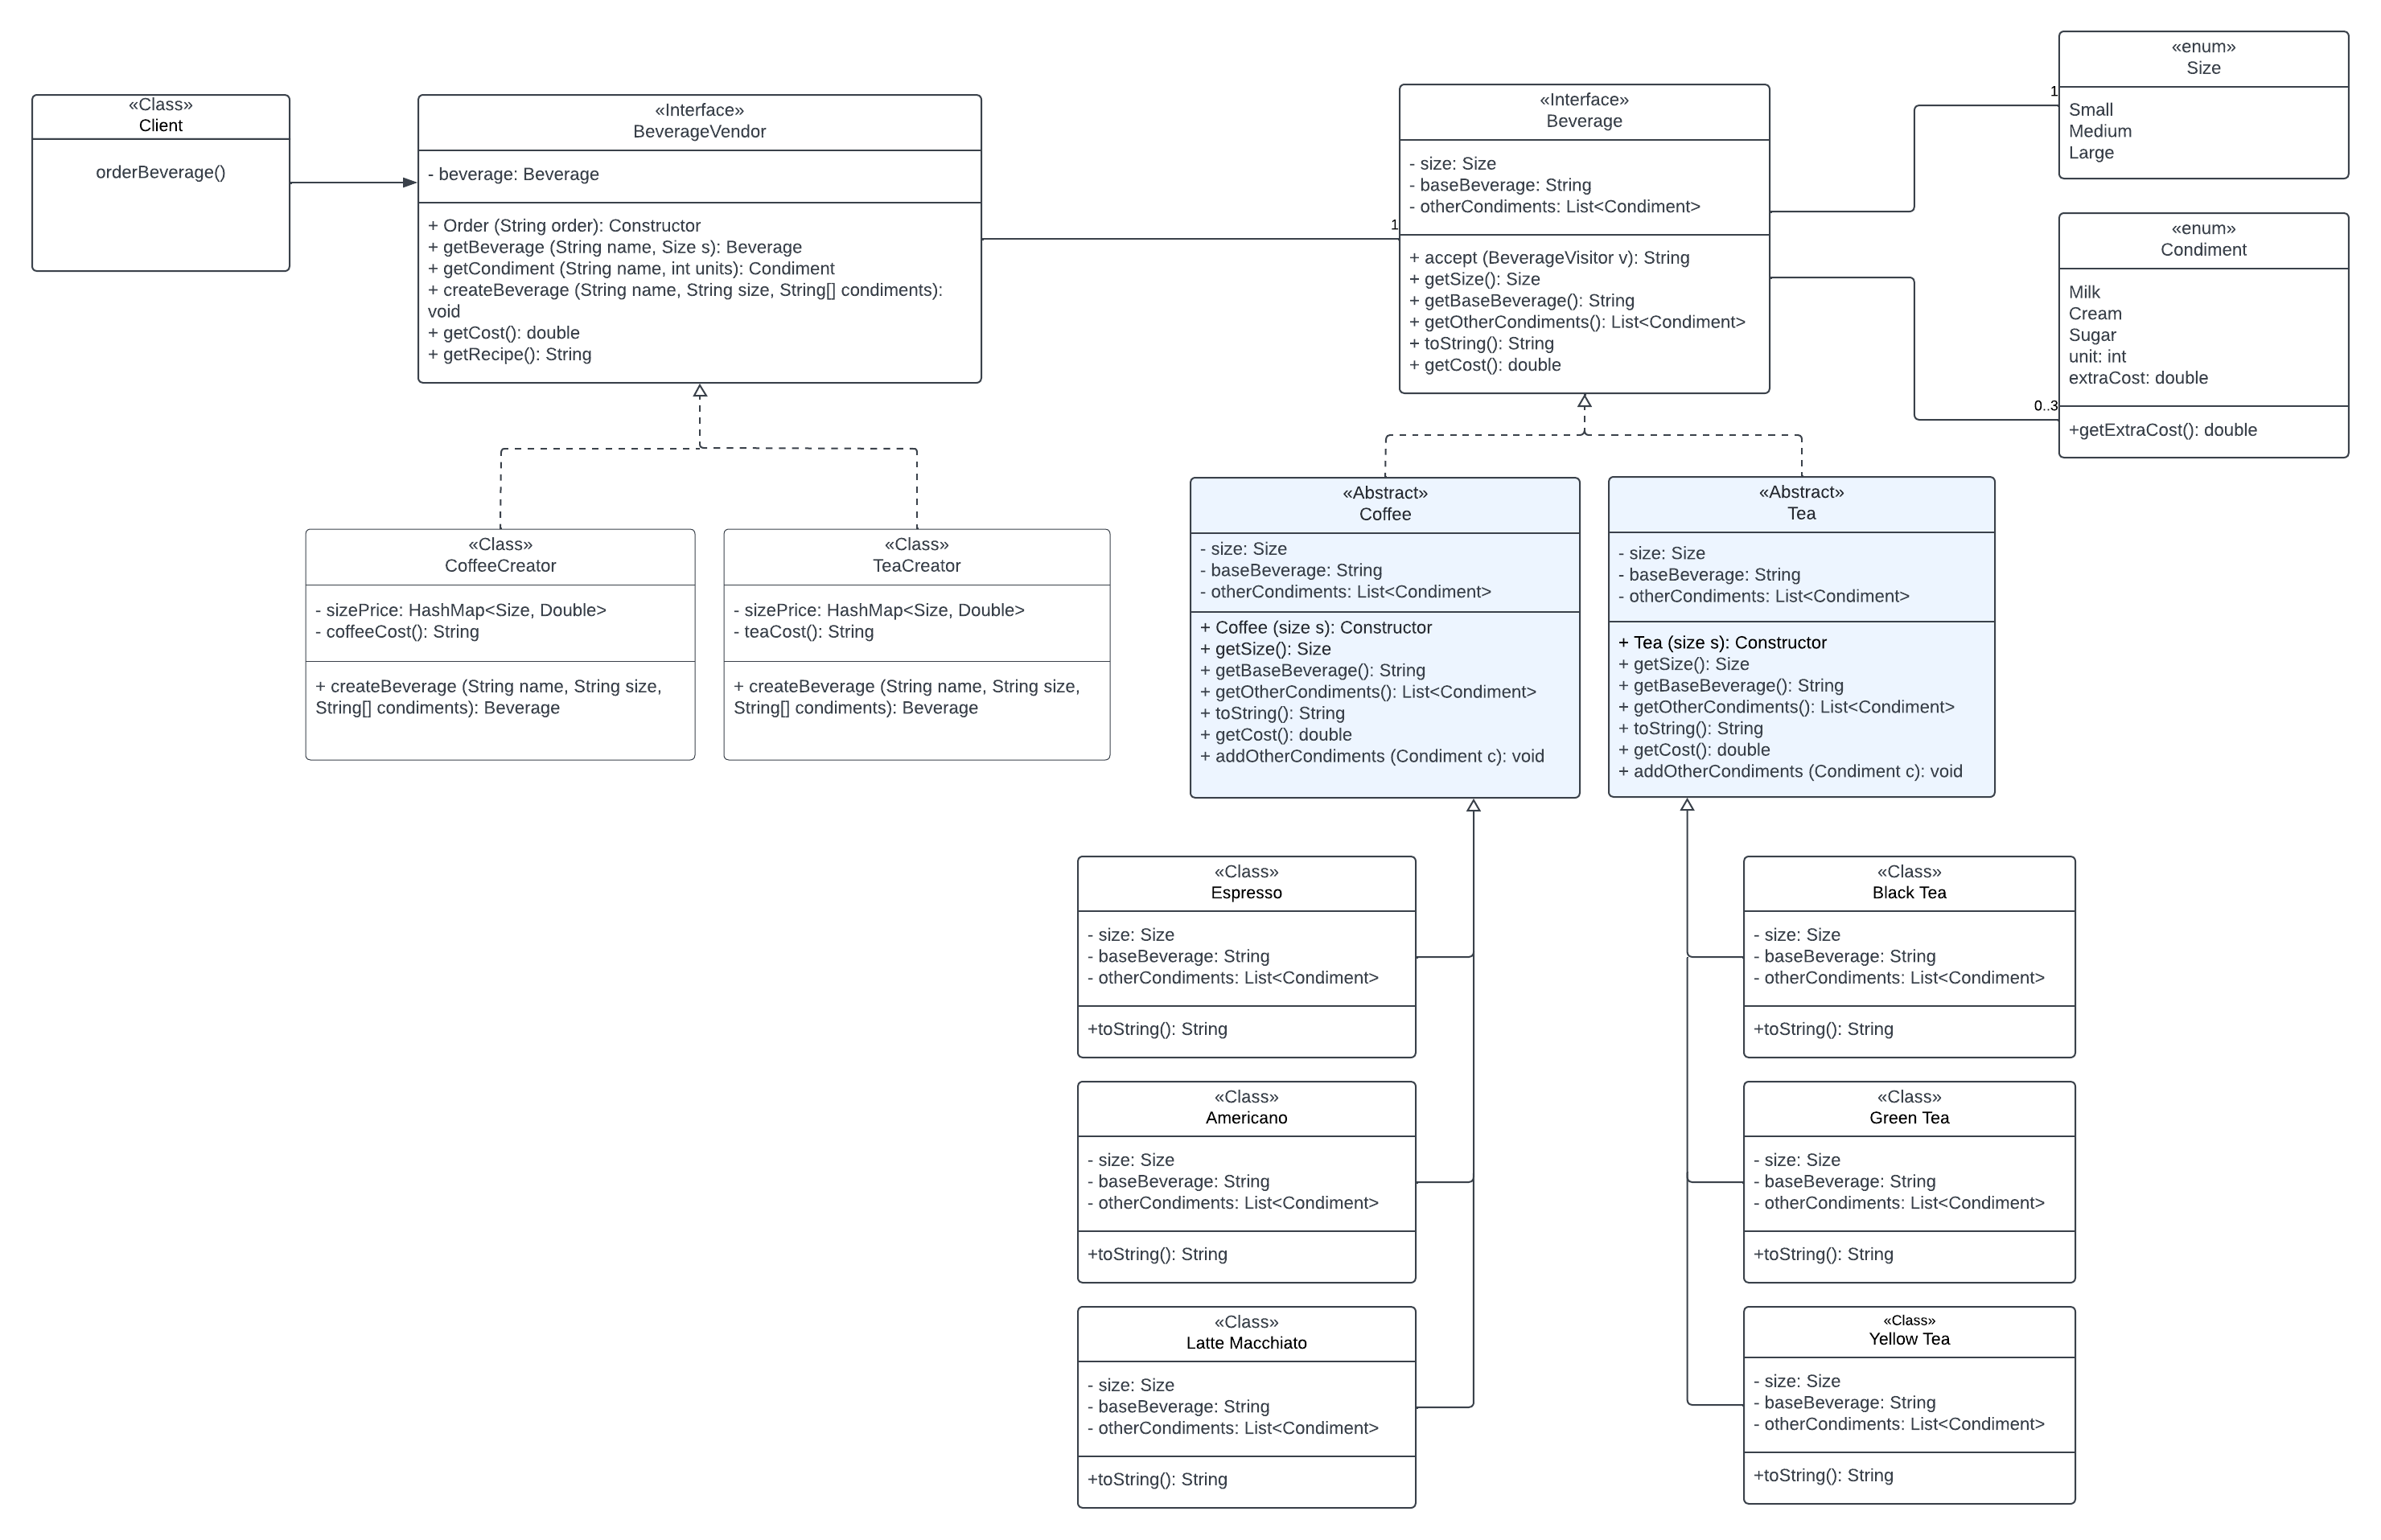 «Class»
Client
orderBeverage()
«Interface»
BeverageVendor
- beverage: Beverage
+ Order (String order): Constructor
+ getBeverage (String name, Size s): Beverage
+ getCondiment (String name, int units): Condiment
+ createBeverage (String name, String size, String[] condiments):
void
+ getCost(): double
+ getRecipe(): String
1
«Interface»
Beverage
- size: Size
- baseBeverage: String
- otherCondiments: List<Condiment>
+ accept (BeverageVisitor v): String
+ getSize(): Size
+ getBaseBeverage(): String
+ getOtherCondiments(): List<Condiment>
+ toString(): String
+ getCost(): double
1
«enum»
Size
Small
Medium
Large
0..3
«enum»
Condiment
Milk
Cream
Sugar
unit: int
extraCost: double
+getExtraCost(): double
«Class»
CoffeeCreator
- sizePrice: HashMap<Size, Double>
- coffeeCost(): String
+ createBeverage (String name, String size,
String[] condiments): Beverage
«Class»
TeaCreator
- sizePrice: HashMap<Size, Double>
- teaCost(): String
+ createBeverage (String name, String size,
String[] condiments): Beverage
«Abstract»
Coffee
- size: Size
- baseBeverage: String
- otherCondiments: List<Condiment>
+ Coffee (size s): Constructor
+ getSize(): Size
+ getBaseBeverage(): String
+ getOtherCondiments(): List<Condiment>
+ toString(): String
+ getCost(): double
+ addOtherCondiments (Condiment c): void
«Abstract»
Tea
- size: Size
- baseBeverage: String
- otherCondiments: List<Condiment>
+ Tea (size s): Constructor
+ getSize(): Size
+ getBaseBeverage(): String
+ getOtherCondiments(): List<Condiment>
+ toString(): String
+ getCost(): double
+ addOtherCondiments (Condiment c): void
«Class»
Espresso
- size: Size
- baseBeverage: String
- otherCondiments: List<Condiment>
+toString(): String
«Class»
Black Tea
- size: Size
- baseBeverage: String
- otherCondiments: List<Condiment>
+toString(): String
«Class»
Americano
- size: Size
- baseBeverage: String
- otherCondiments: List<Condiment>
+toString(): String
«Class»
Green Tea
- size: Size
- baseBeverage: String
- otherCondiments: List<Condiment>
+toString(): String
«Class»
Latte Macchiato
- size: Size
- baseBeverage: String
- otherCondiments: List<Condiment>
+toString(): String
«Class»
Yellow Tea
- size: Size
- baseBeverage: String
- otherCondiments: List<Condiment>
+toString(): String